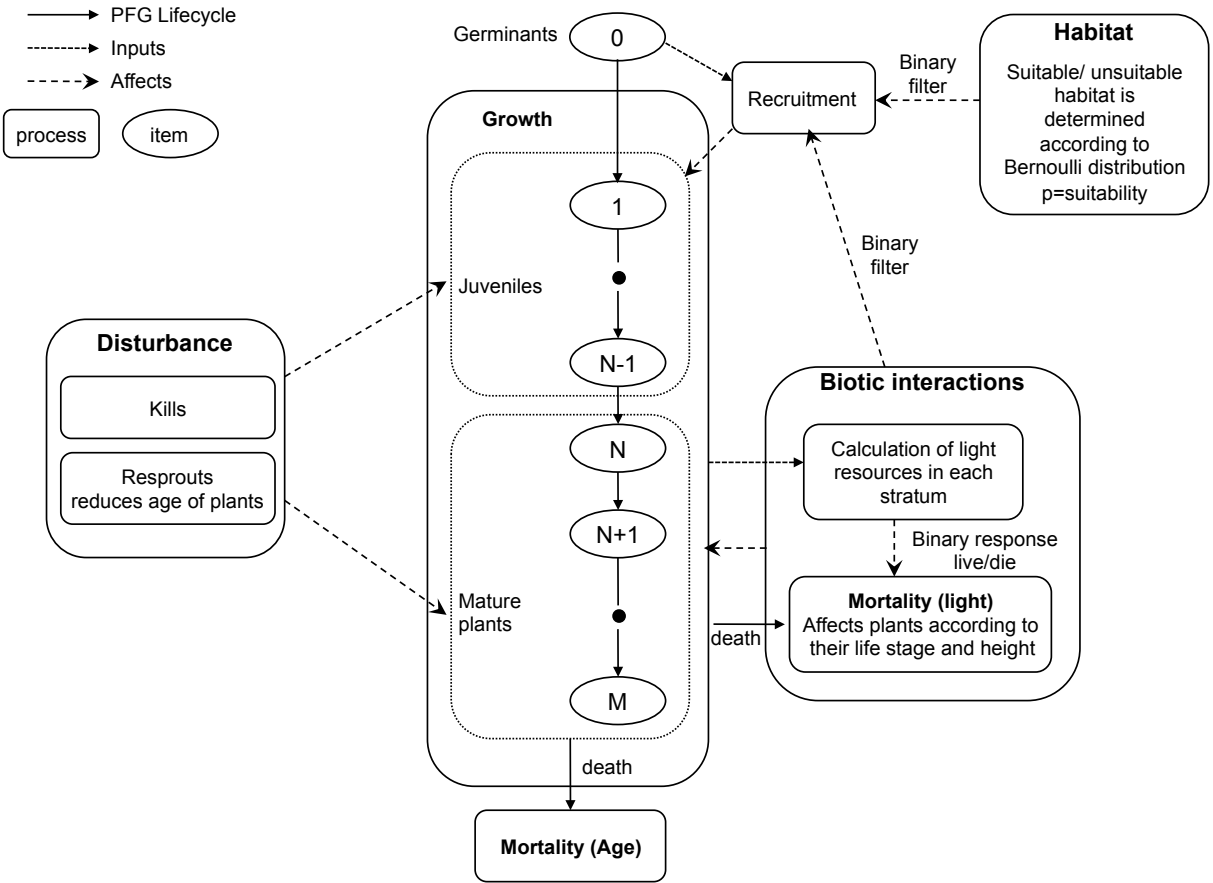 PFG Lifecycle
Inputs
Affects
process
item
Germinants
0
Recruitment
Binary
filter
Habitat
Suitable/ unsuitable
habitat is
determined
according to
Bernoulli distribution
p=suitability
Growth
1
Juveniles
N-1
Binary
filter
Disturbance
Kills
Resprouts
reduces age of plants
N
N+1
Mature
plants
M
Biotic interactions
Calculation of light
resources in each
stratum
Binary response
live/die
Mortality (light)
Affects plants according to
their life stage and height
death
death
Mortality (Age)